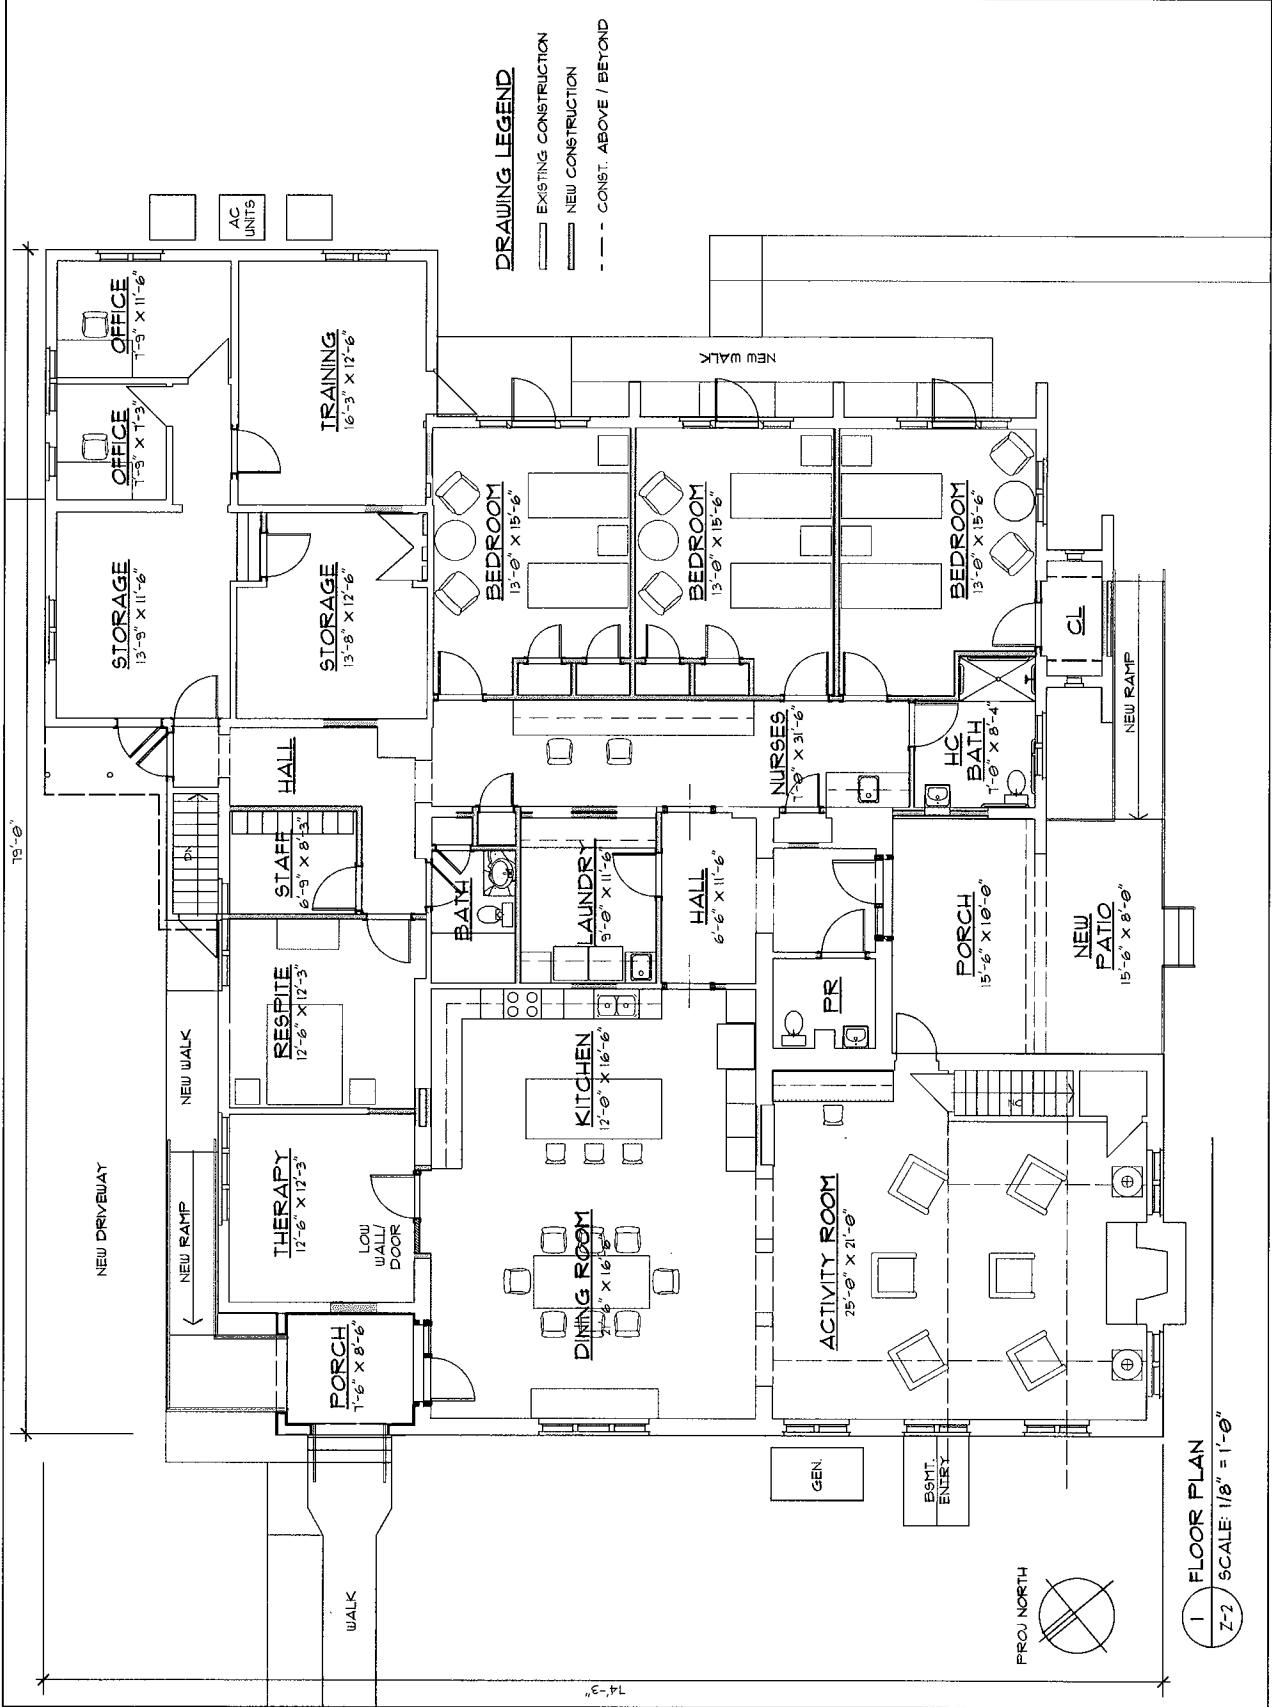 79'-0"
74'-3"
DRAWING LEGEND
EXISTING CONSTRUCTION
NEW CONSTRUCTION
CONST. ABOVE / BEYOND
AC
UNITS
OFFICE
7'-9" X 11'-6"
OFFICE
7'-9" X 7'-3"
TRAINING
16'-3" X 12'-6"
STORAGE
13'-9" X 11'-6"
STORAGE
13'-8" X 12'-6"
NEW WALK
BEDROOM
13'-0" X 15'-6"
BEDROOM
13'-0" X 15'-6"
BEDROOM
13'-0" X 15'-6"
CL
NEW RAMP
HALL
NURSES
7'-0" X 31'-6"
HC
BATH
7'-0" X 8'-4"
DN
STAFF
6'-9" X 8'-3"
BATH
LAUNDRY
9'-0" X 11'-6"
HALL
6'-6" X 11'-6"
PORCH
15'-6" X 10'-0"
NEW
PATIO
15'-6" X 8'-0"
PR
NEW WALK
RESPITE
12'-6" X 12'-3"
KITCHEN
12'-0" X 16'-6"
NEW DRIVEWAY
NEW RAMP
THERAPY
12'-6" X 12'-3"
LOW
WALL/
DOOR
DINING ROOM
ACTIVITY ROOM
25'-0" X 21'-0"
PORCH
7'-6" X 8'-6"
GEN.
BSMT.
ENTRY
WALK
PROJ NORTH
1
Z-2
FLOOR PLAN
SCALE: 1/8" = 1'-0"